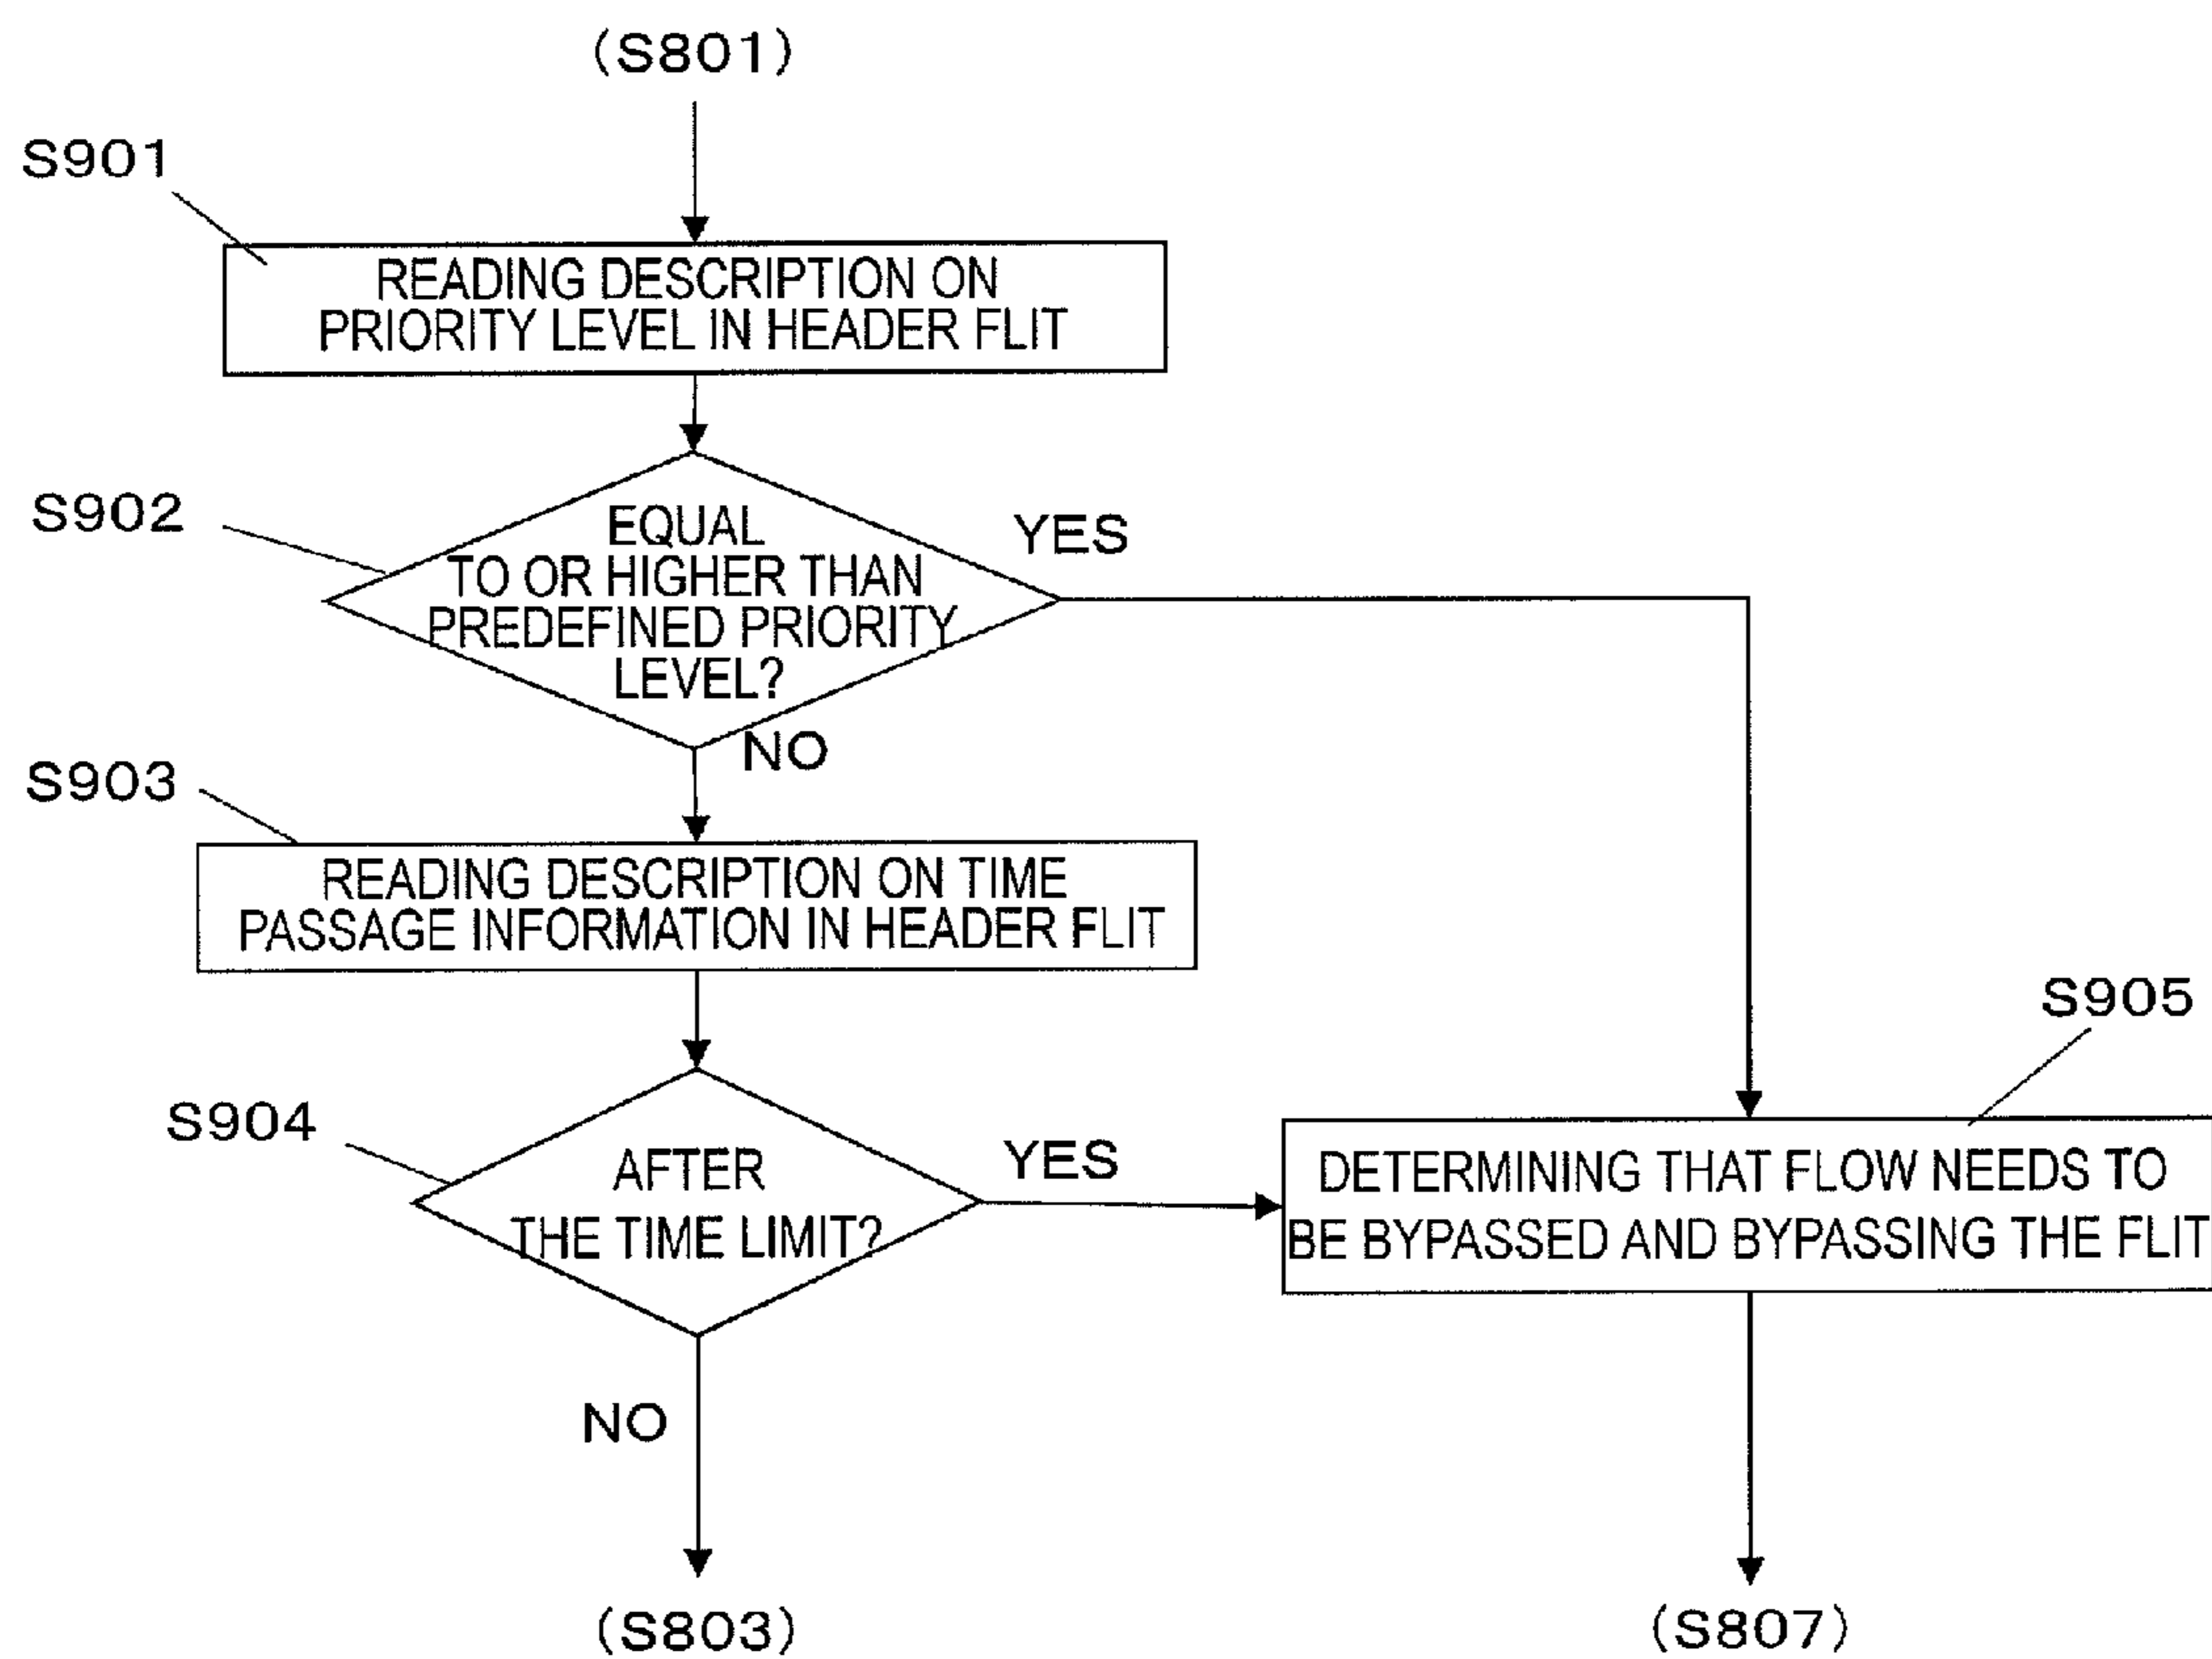 (S801)
S901
READING DESCRIPTION ON
PRIORITY LEVEL IN HEADER FLIT
S902
EQUAL
TO OR HIGHER THAN
PREDEFINED PRIORITY
LEVEL?
YES
NO
S903
READING DESCRIPTION ON TIME
PASSAGE INFORMATION IN HEADER FLIT
S904
AFTER
THE TIME LIMIT?
YES
S905
DETERMINING THAT FLOW NEEDS TO
BE BYPASSED AND BYPASSING THE FLIT
NO
(S803)
(S807)